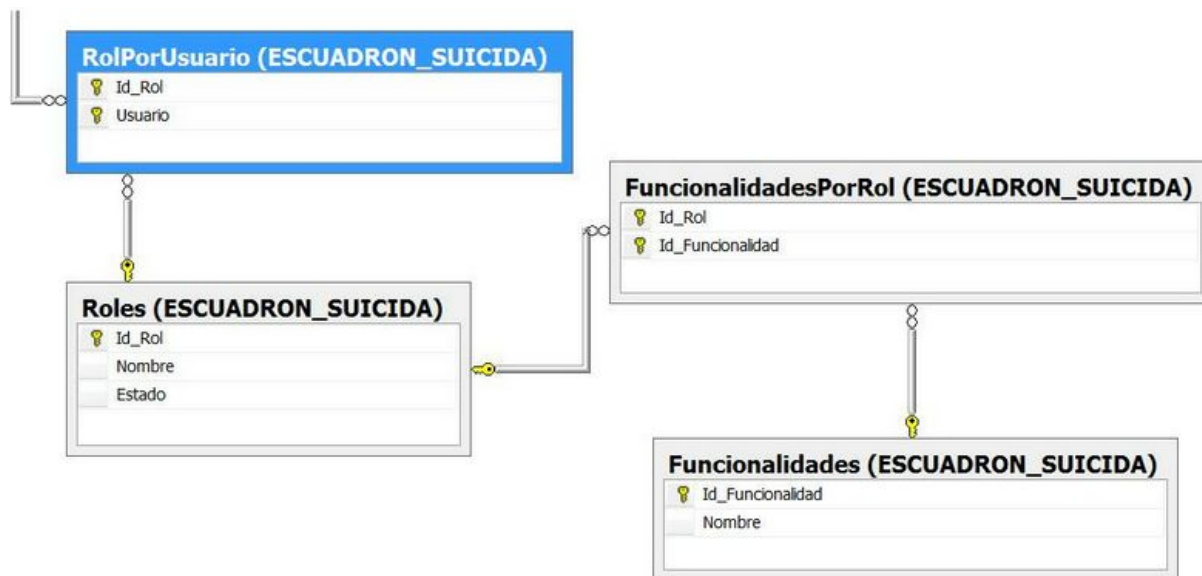 RolPorUsuario (ESCUADRON_SUICIDA)
Id_Rol
Usuario
FuncionalidadesPorRol (ESCUADRON_SUICIDA)
Id_Rol
Id_Funcionalidad
Roles (ESCUADRON_SUICIDA)
Id_Rol
Nombre
Estado
Funcionalidades (ESCUADRON_SUICIDA)
Id_Funcionalidad
Nombre